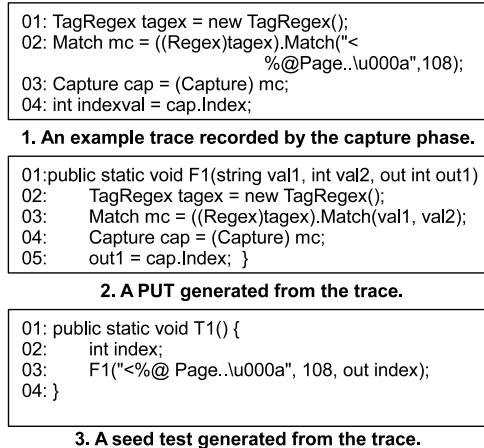 01: TagRegex tagex = new TagRegex();
02: Match mc = ((Regex)tagex).Match("<
%@Page..\u000a",108);
03: Capture cap = (Capture) mc;
04: int indexval = cap.Index;
1. An example trace recorded by the capture phase.
01:public static void F1(string val1, int val2, out int out1)
02: TagRegex tagex = new TagRegex();
03: Match mc = ((Regex)tagex).Match(val1, val2);
04: Capture cap = (Capture) mc;
05: out1 = cap.Index; }
2. A PUT generated from the trace.
01: public static void T1() {
02: int index;
03: F1("<%@ Page..\u000a", 108, out index);
04: }
3. A seed test generated from the trace.